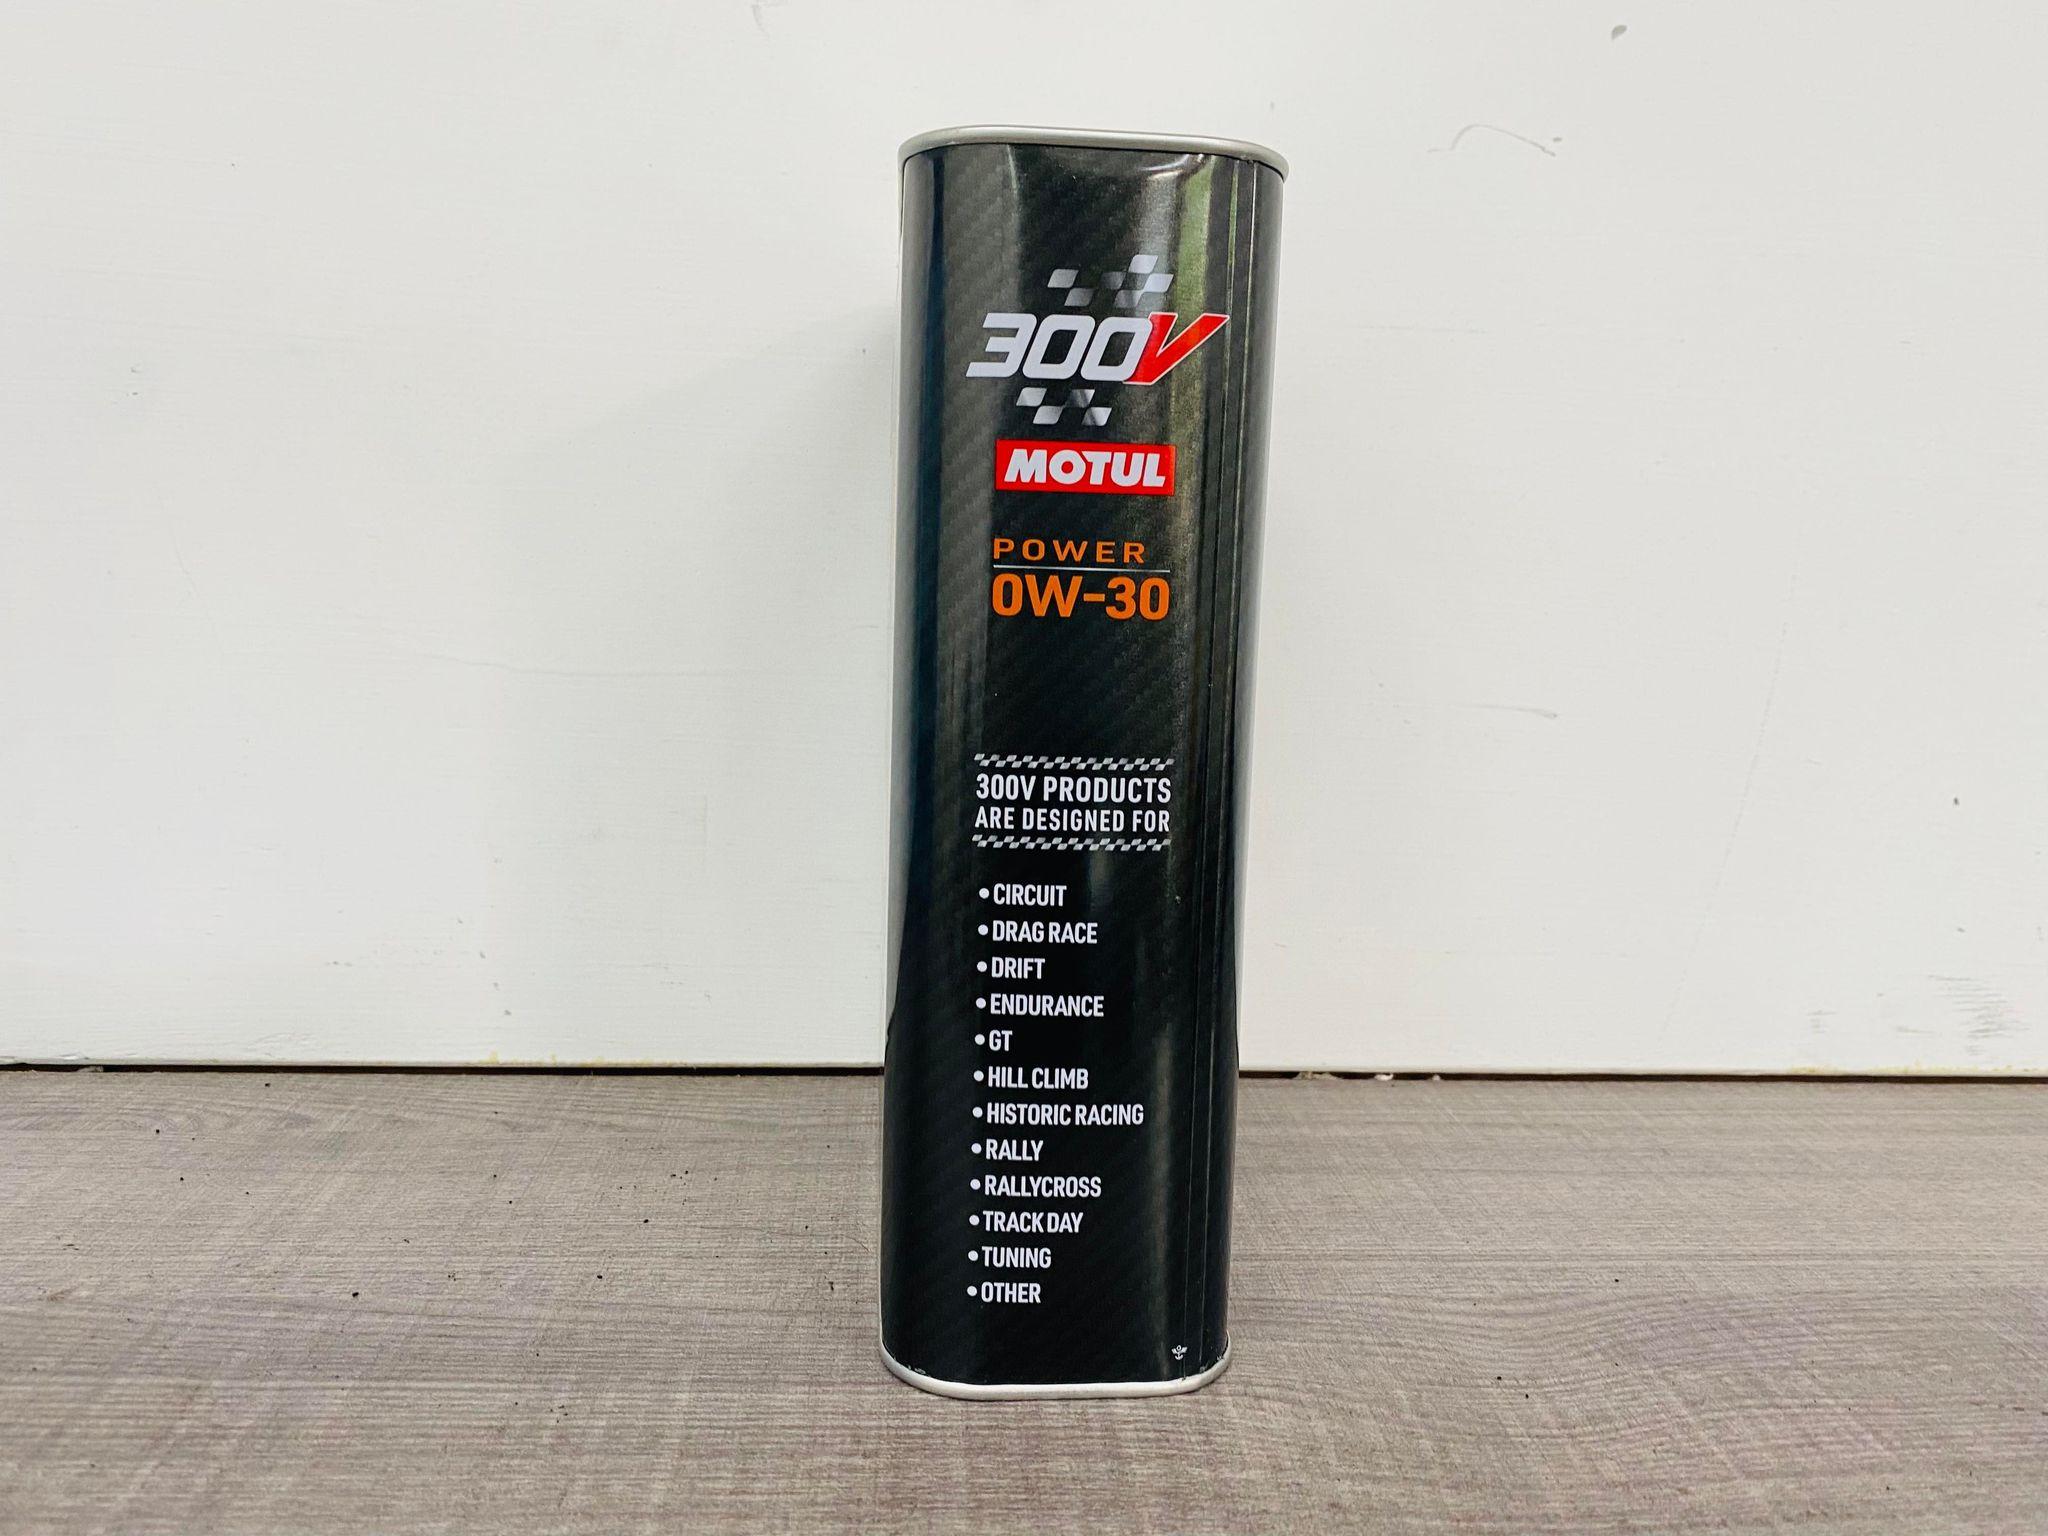 300V
MOTUL
POWER
0W-30
300V PRODUCTS
ARE DESIGNED FOR
• CIRCUIT
• DRAG RACE
• DRIFT
• ENDURANCE
• GT
• HILL CLIMB
• HISTORIC RACING
• RALLY
• RALLYCROSS
• TRACK DAY
• TUNING
• OTHER